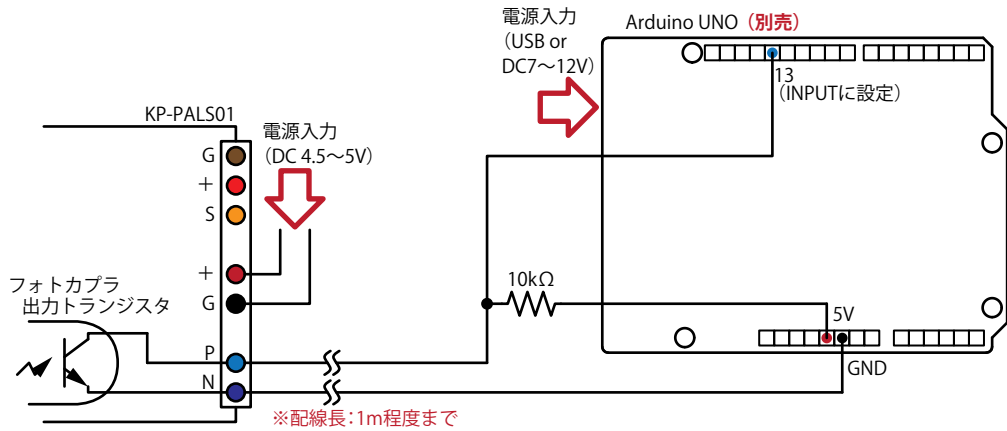 電源入力
(USB or
DC7～12V)
Arduino UNO（別売）
13
（INPUTに設定）
KP-PALS01
電源入力
（DC 4.5～5V）
G
＋
S
＋
G
P
N
フォトカプラ
出力トランジスタ
10kΩ
5V
GND
※配線長：1m程度まで